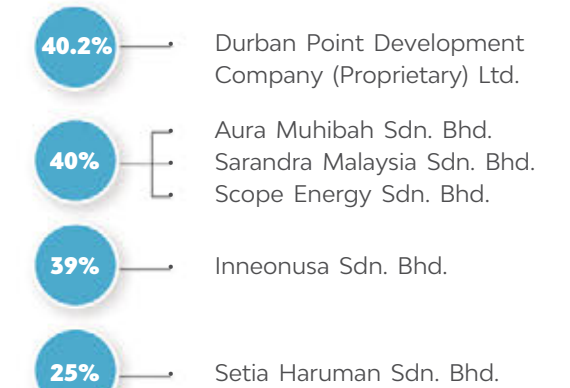 40.2%
Durban Point Development
Company (Proprietary) Ltd.
40%
Aura Muhibah Sdn. Bhd.
Sarandra Malaysia Sdn. Bhd.
Scope Energy Sdn. Bhd.
39%
Inneonusa Sdn. Bhd.
25%
Setia Haruman Sdn. Bhd.